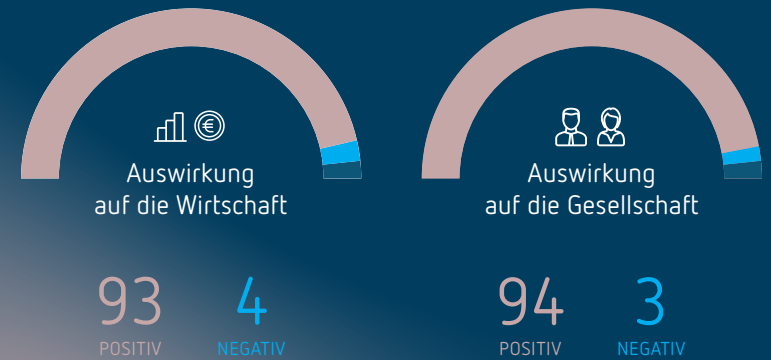 €
Auswirkung
auf die Wirtschaft
93 4
POSITIV NEGATIV
Auswirkung
auf die Gesellschaft
94 3
POSITIV NEGATIV